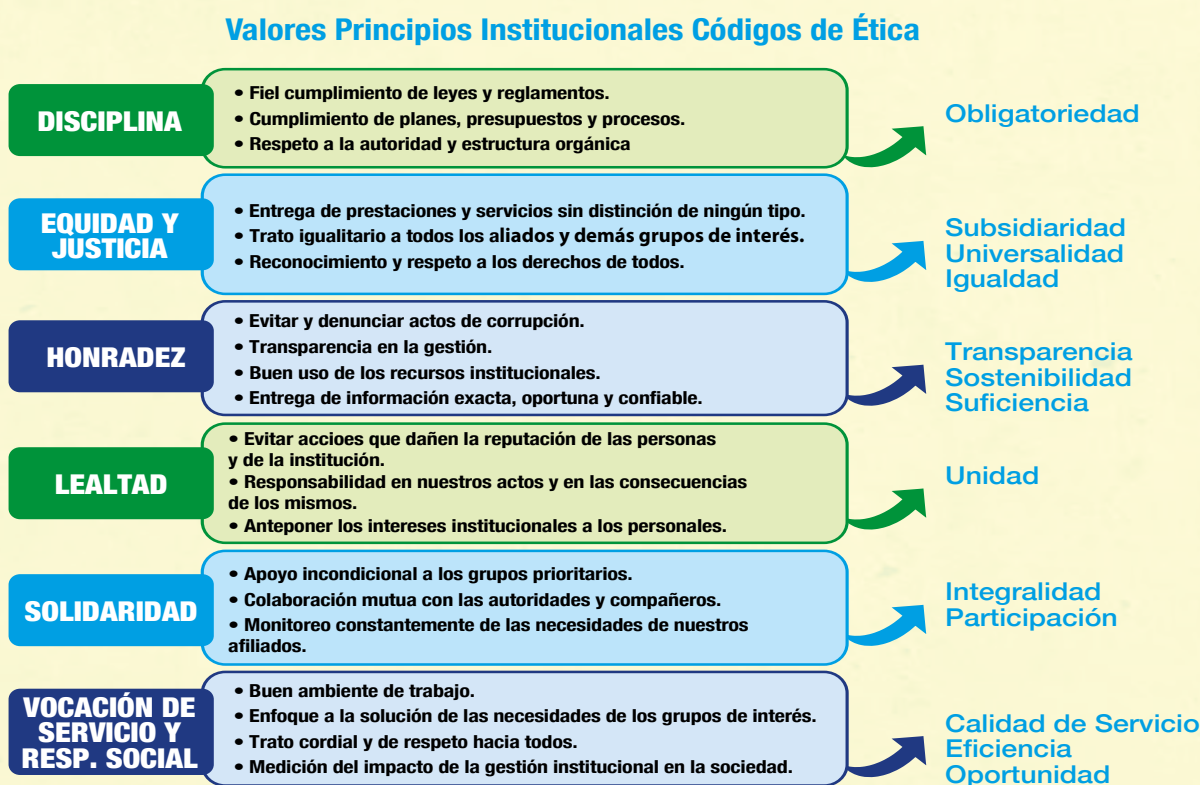 Valores Principios Institucionales Códigos de Ética
DISCIPLINA
• Fiel cumplimiento de leyes y reglamentos.
• Cumplimiento de planes, presupuestos y procesos.
• Respeto a la autoridad y estructura orgánica
Obligatoriedad
EQUIDAD Y
JUSTICIA
• Entrega de prestaciones y servicios sin distinción de ningún tipo.
• Trato igualitario a todos los aliados y demás grupos de interés.
• Reconocimiento y respeto a los derechos de todos.
Subsidiaridad
Universalidad
Igualdad
HONRADEZ
• Evitar y denunciar actos de corrupción.
• Transparencia en la gestión.
• Buen uso de los recursos institucionales.
• Entrega de información exacta, oportuna y confiable.
Transparencia
Sostenibilidad
Suficiencia
LEALTAD
• Evitar accioes que dañen la reputación de las personas
y de la institución.
• Responsabilidad en nuestros actos y en las consecuencias
de los mismos.
• Anteponer los intereses institucionales a los personales.
Unidad
SOLIDARIDAD
• Apoyo incondicional a los grupos prioritarios.
• Colaboración mutua con las autoridades y compañeros.
• Monitoreo constantemente de las necesidades de nuestros
afiliados.
Integralidad
Participación
VOCACIÓN DE
SERVICIO Y
RESP. SOCIAL
• Buen ambiente de trabajo.
• Enfoque a la solución de las necesidades de los grupos de interés.
• Trato cordial y de respeto hacia todos.
• Medición del impacto de la gestión institucional en la sociedad.
Calidad de Servicio
Eficiencia
Oportunidad